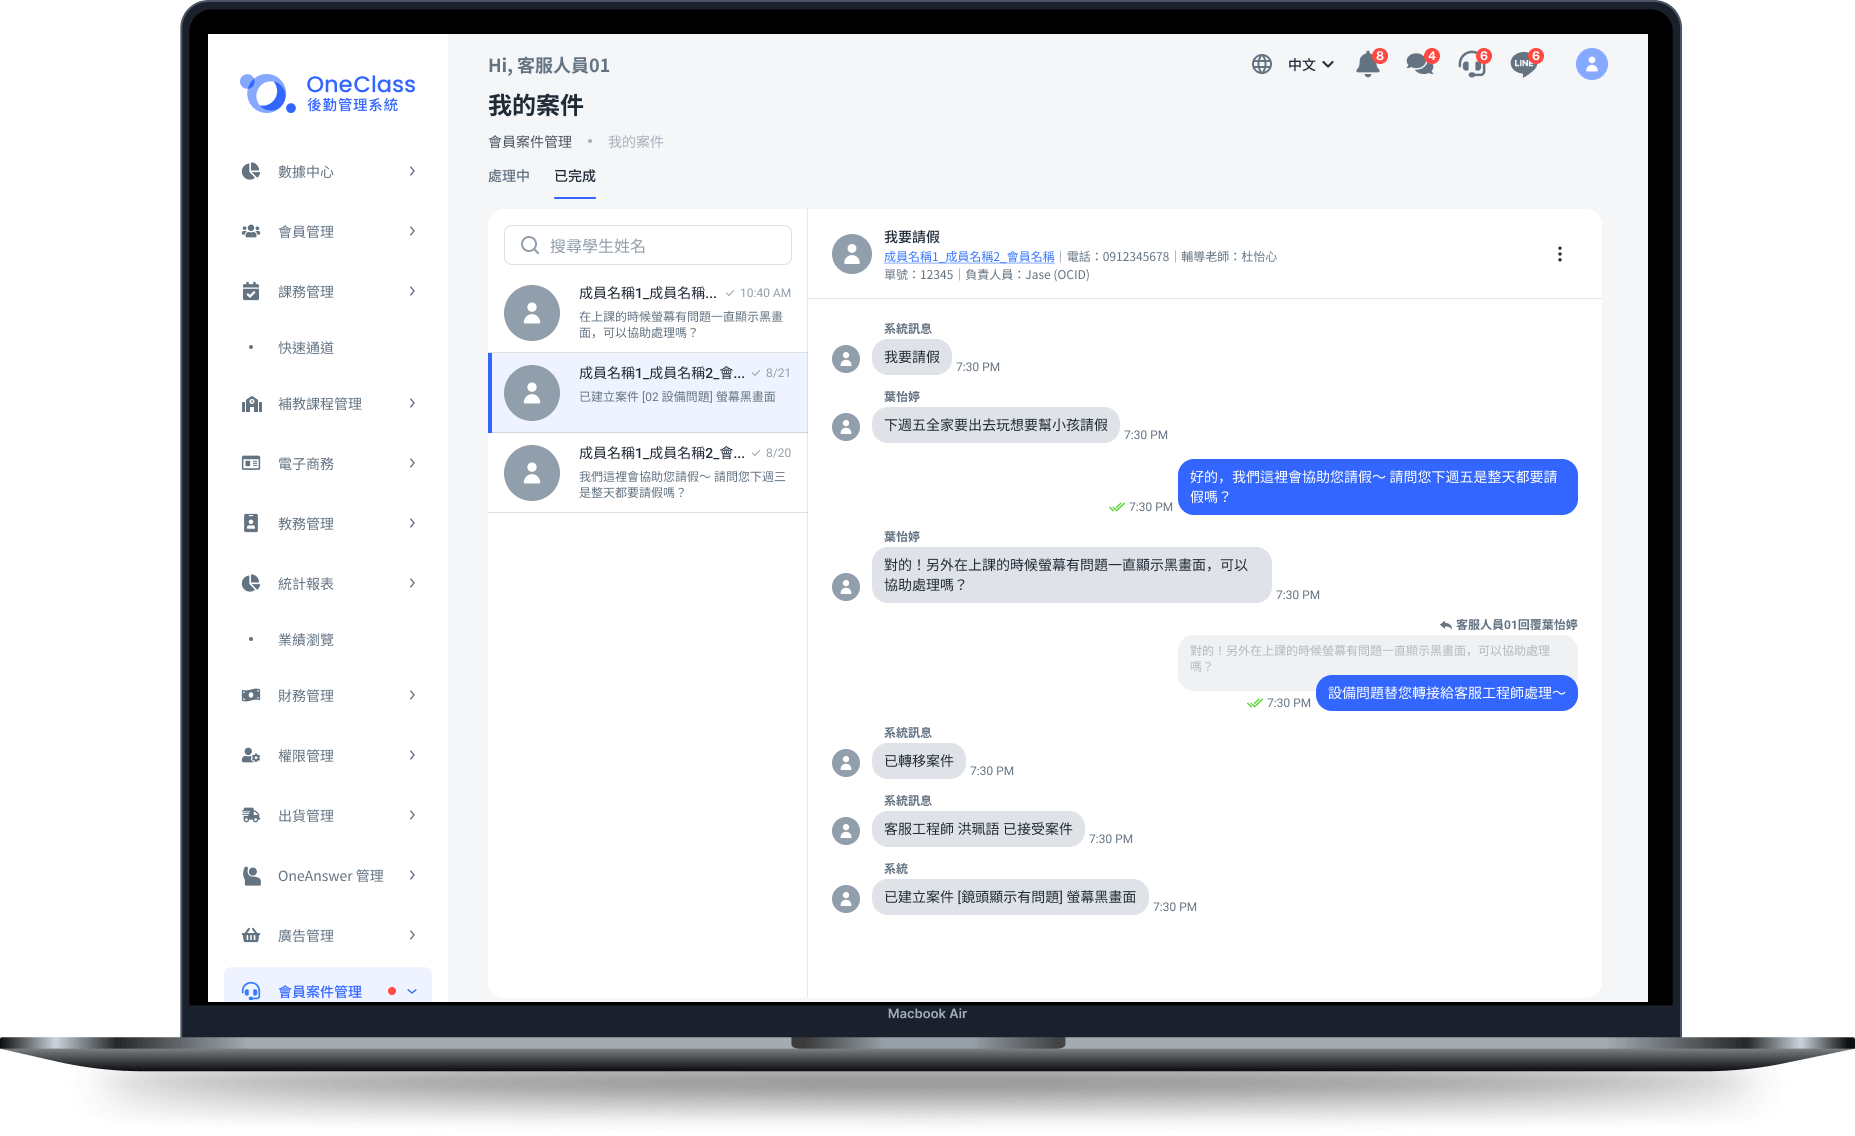 OneClass
後勤管理系統
數據中心
會員管理
課務管理
快速通道
補教課程管理
電子商務
教務管理
統計報表
業績瀏覽
財務管理
權限管理
出貨管理
OneAnswer 管理
廣告管理
會員案件管理
Hi, 客服人員01
中文
8
4
6
LINE
6
我的案件
會員案件管理 • 我的案件
處理中 已完成
搜尋學生姓名
成員名稱1_成員名稱... 10:40 AM
在上課的時候螢幕有問題一直顯示黑畫
面，可以協助處理嗎？
成員名稱1_成員名稱2_會... 8/21
已建立案件 [02 設備問題] 螢幕黑畫面
成員名稱1_成員名稱2_會... 8/20
我們這裡會協助您請假～ 請問您下週三
是整天都要請假嗎？
我要請假
成員名稱1_成員名稱2_會員名稱｜電話：0912345678｜輔導老師：杜怡心
單號：12345｜負責人員：Jase (OCID)
系統訊息
我要請假
7:30 PM
葉怡婷
下週五全家要出去玩想要幫小孩請假
7:30 PM
好的，我們這裡會協助您請假～ 請問您下週五是整天都要請
假嗎？
7:30 PM
葉怡婷
對的！另外在上課的時候螢幕有問題一直顯示黑畫面，可以
協助處理嗎？
7:30 PM
客服人員01回覆葉怡婷
對的！另外在上課的時候螢幕有問題一直顯示黑畫面，可以協助處理
嗎？
設備問題替您轉接給客服工程師處理～
7:30 PM
系統訊息
已轉移案件
7:30 PM
系統訊息
客服工程師 洪珮語 已接受案件
7:30 PM
系統
已建立案件 [鏡頭顯示有問題] 螢幕黑畫面
7:30 PM
Macbook Air